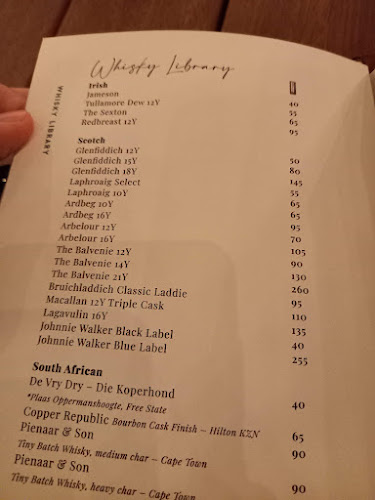 Whisky Library
WHISKY LIBRARY
Irish
Jameson 40
Tullamore Dew 12Y 55
The Sexton 65
Redbreast 12Y 95
Scotch
Glenfiddich 12Y 50
Glenfiddich 15Y 80
Glenfiddich 18Y 145
Laphroaig Select 55
Laphroaig 10Y 65
Ardbeg 10Y 65
Ardbeg 16Y 95
Arbelour 12Y 70
Arbelour 16Y 105
The Balvenie 12Y 90
The Balvenie 14Y 130
The Balvenie 21Y 260
Bruichladdich Classic Laddie 95
Macallan 12Y Triple Cask 110
Lagavulin 16Y 135
Johnnie Walker Black Label 40
Johnnie Walker Blue Label 255
South African
De Vry Dry – Die Koperhond 40
*Plaas Oppermanshoogte, Free State
Copper Republic Bourbon Cask Finish – Hilton KZN 65
Pienaar & Son 90
Tiny Batch Whisky, medium char – Cape Town
Pienaar & Son 90
Tiny Batch Whisky, heavy char – Cape Town